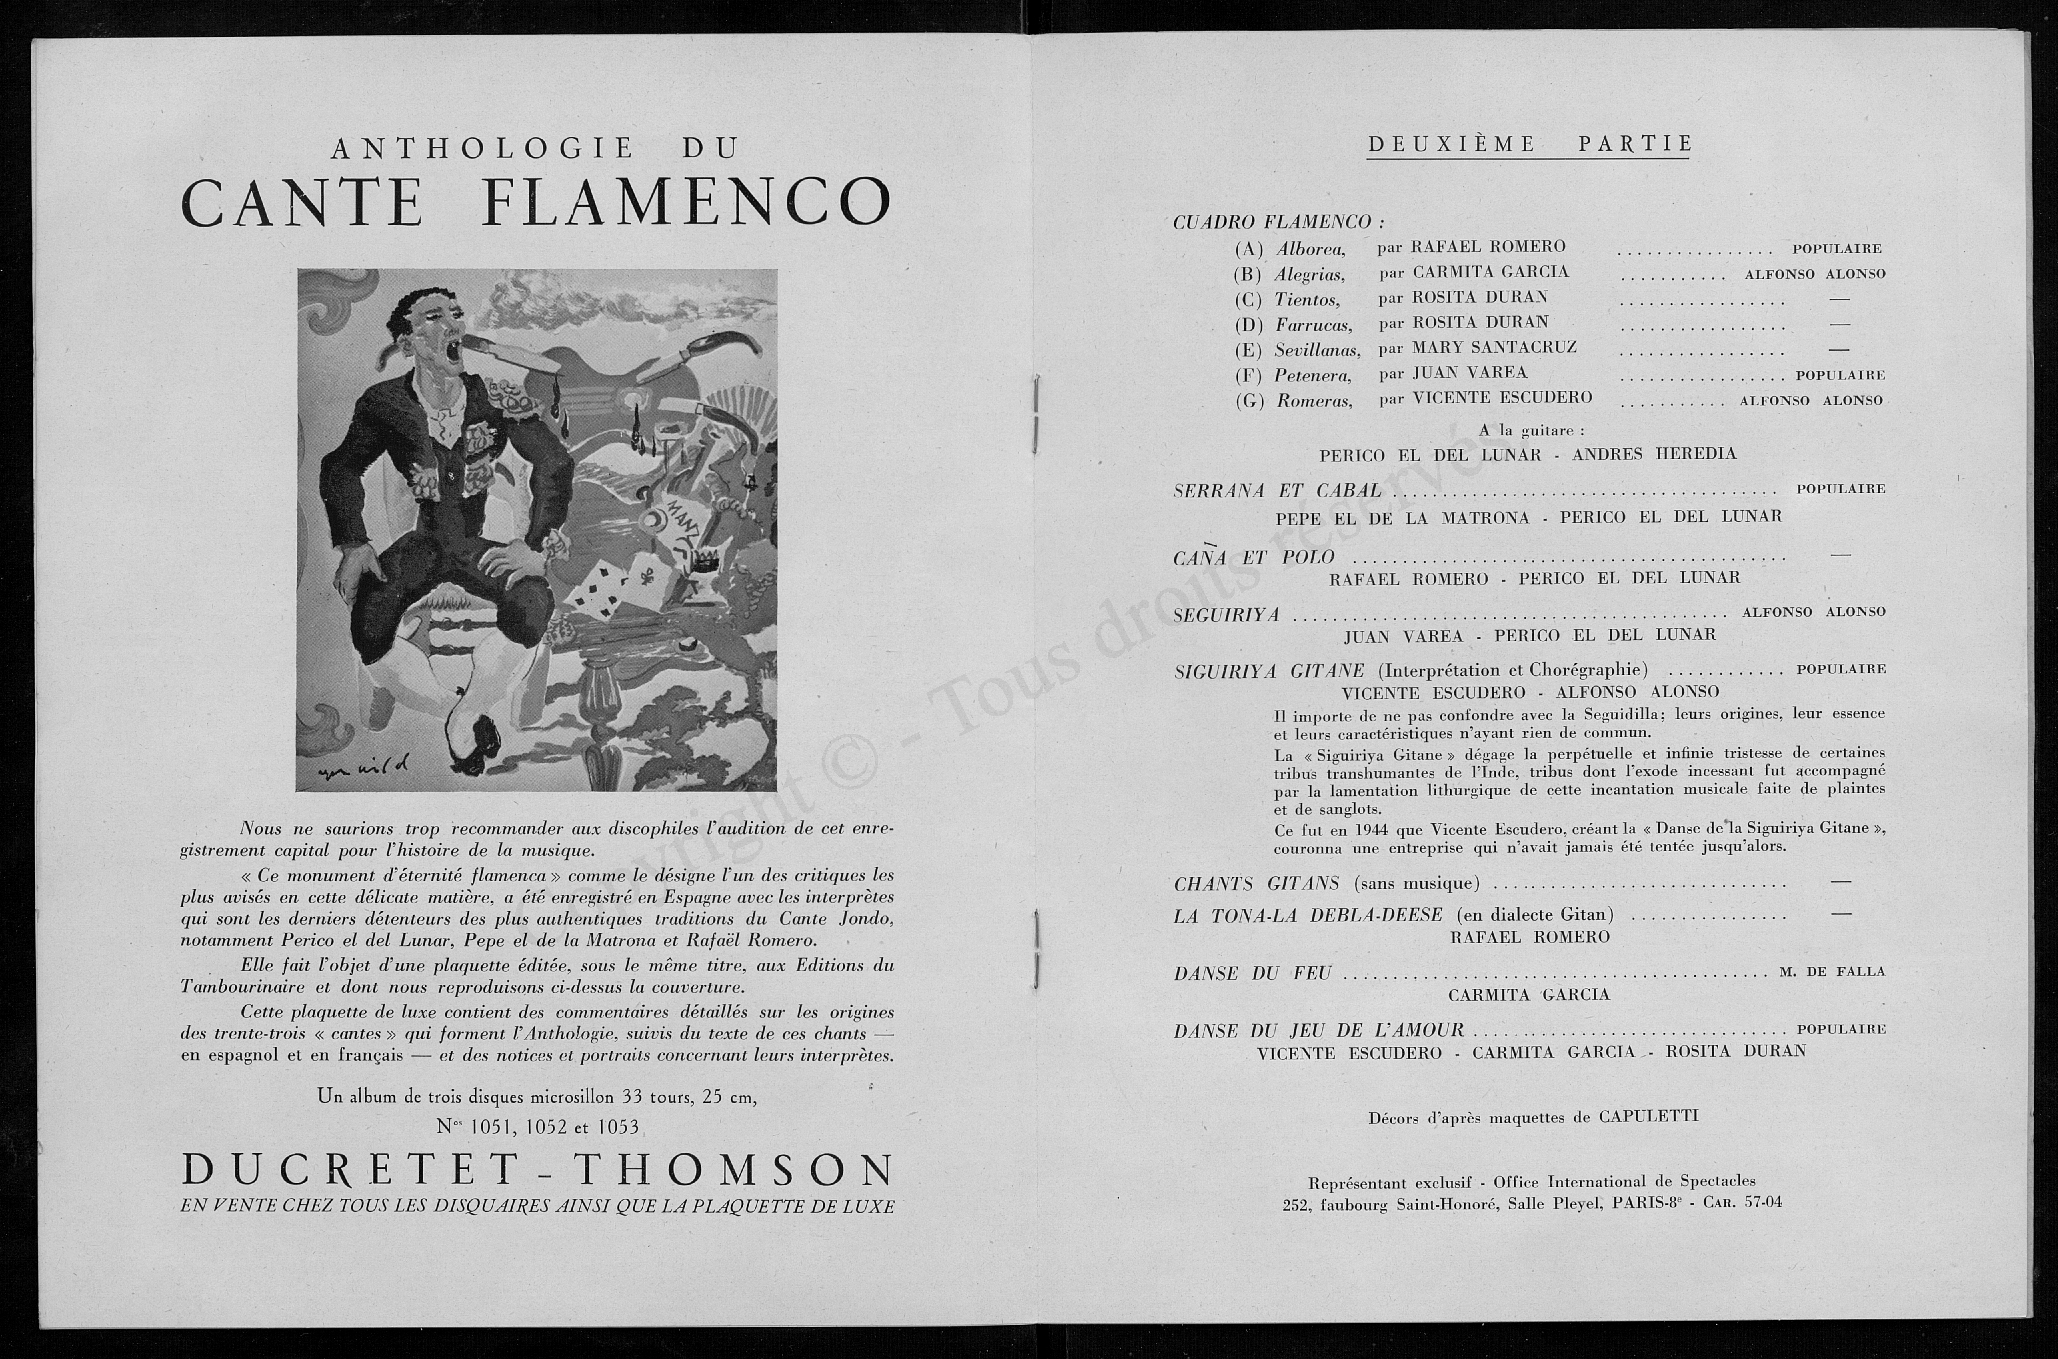 ANTHOLOGIE DU
CANTE FLAMENCO
MANZ
Nous ne saurions trop recommander aux discophiles l'audition de cet enre-
gistrement capital pour l'histoire de la musique.
« Ce monument d'éternité flamenca » comme le désigne l'un des critiques les
plus avisés en cette délicate matière, a été enregistré en Espagne avec les interprètes
qui sont les derniers détenteurs des plus authentiques traditions du Cante Jondo,
notamment Perico el del Lunar, Pepe el de la Matrona et Rafaël Romero.
Elle fait l'objet d'une plaquette éditée, sous le même titre, aux Editions du
Tambourinaire et dont nous reproduisons ci-dessus la couverture.
Cette plaquette de luxe contient des commentaires détaillés sur les origines
des trente-trois « cantes » qui forment l'Anthologie, suivis du texte de ces chants —
en espagnol et en français — et des notices et portraits concernant leurs interprètes.
Un album de trois disques microsillon 33 tours, 25 cm,
Nos 1051, 1052 et 1053
DUCRETET - THOMSON
EN VENTE CHEZ TOUS LES DISQUAIRES AINSI QUE LA PLAQUETTE DE LUXE
DEUXIÈME PARTIE
CUADRO FLAMENCO :
(A) Alborea, par RAFAEL ROMERO ................ POPULAIRE
(B) Alegrias, par CARMITA GARCIA ........... ALFONSO ALONSO
(C) Tientos, par ROSITA DURAN ................. —
(D) Farrucas, par ROSITA DURAN ................. —
(E) Sevillanas, par MARY SANTACRUZ ................. —
(F) Petenera, par JUAN VAREA ................. POPULAIRE
(G) Romeras, par VICENTE ESCUDERO ........... ALFONSO ALONSO
A la guitare :
PERICO EL DEL LUNAR - ANDRES HEREDIA
SERRANA ET CABAL ....................................... POPULAIRE
PEPE EL DE LA MATRONA - PERICO EL DEL LUNAR
CAÑA ET POLO ............................................ —
RAFAEL ROMERO - PERICO EL DEL LUNAR
SEGUIRIYA ............................................ ALFONSO ALONSO
JUAN VAREA - PERICO EL DEL LUNAR
SIGUIRIYA GITANE (Interprétation et Chorégraphie) ............ POPULAIRE
VICENTE ESCUDERO - ALFONSO ALONSO
Il importe de ne pas confondre avec la Seguidilla; leurs origines, leur essence
et leurs caractéristiques n'ayant rien de commun.
La « Siguiriya Gitane » dégage la perpétuelle et infinie tristesse de certaines
tribus transhumantes de l'Inde, tribus dont l'exode incessant fut accompagné
par la lamentation lithurgique de cette incantation musicale faite de plaintes
et de sanglots.
Ce fut en 1944 que Vicente Escudero, créant la « Danse de la Siguiriya Gitane »,
couronna une entreprise qui n'avait jamais été tentée jusqu'alors.
CHANTS GITANS (sans musique) .............................. —
LA TONA-LA DEBLA-DEESE (en dialecte Gitan) ................ —
RAFAEL ROMERO
DANSE DU FEU ........................................... M. DE FALLA
CARMITA GARCIA
DANSE DU JEU DE L'AMOUR ................................ POPULAIRE
VICENTE ESCUDERO - CARMITA GARCIA - ROSITA DURAN
Décors d'après maquettes de CAPULETTI
Représentant exclusif - Office International de Spectacles
252, faubourg Saint-Honoré, Salle Pleyel, PARIS-8e - CAR. 57-04
Copyright © - Tous droits réservés